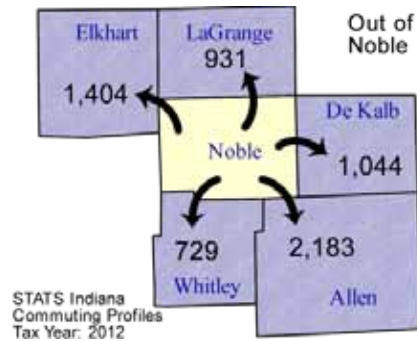 Out of
Noble
Elkhart
LaGrange
931
1,404
De Kalb
Noble
1,044
729
2,183
Whitley
Allen
STATS Indiana
Commuting Profiles
Tax Year: 2012